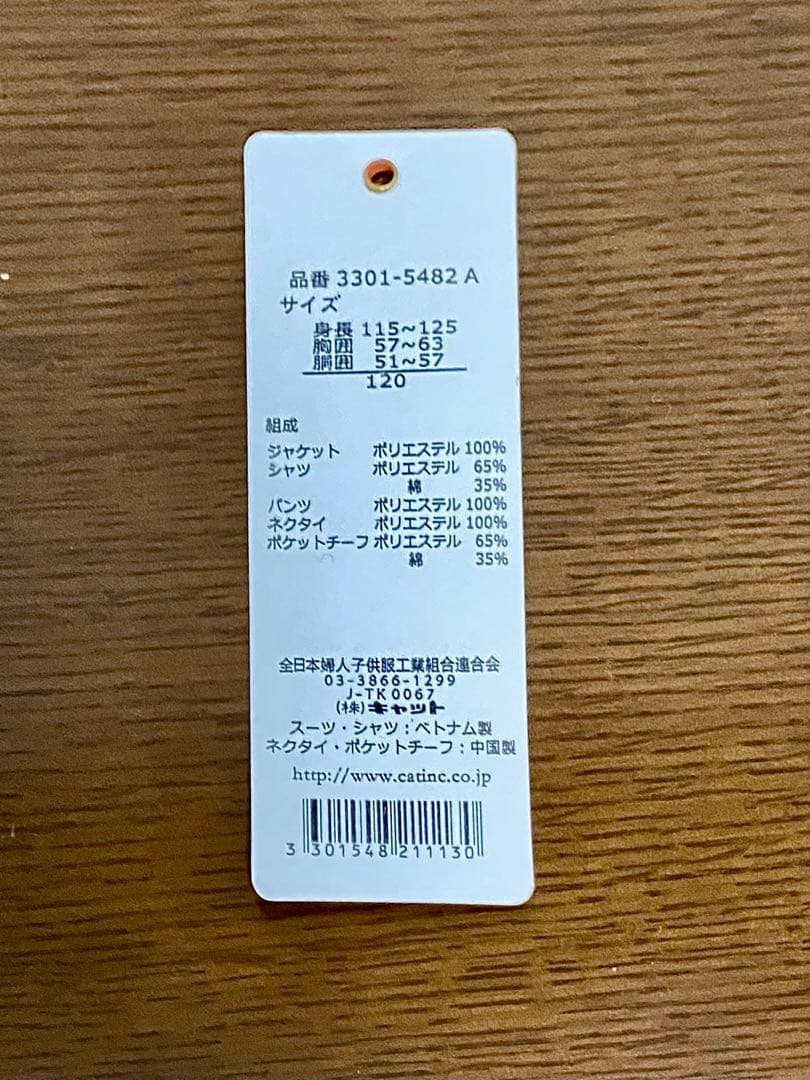 品番 3301-5482 A
サイズ
身長 115~125
胸囲 57~63
胴囲 51~57
120
組成
ジャケット ポリエステル 100%
シャツ ポリエステル 65%
綿 35%
パンツ ポリエステル 100%
ネクタイ ポリエステル 100%
ポケットチーフ ポリエステル 65%
綿 35%
全日本婦人子供服工業組合連合会
03-3866-1299
J-TK0067
(株)キャット
スーツ・シャツ:ベトナム製
ネクタイ・ポケットチーフ:中国製
http://www.catinc.co.jp
3 301548 211130